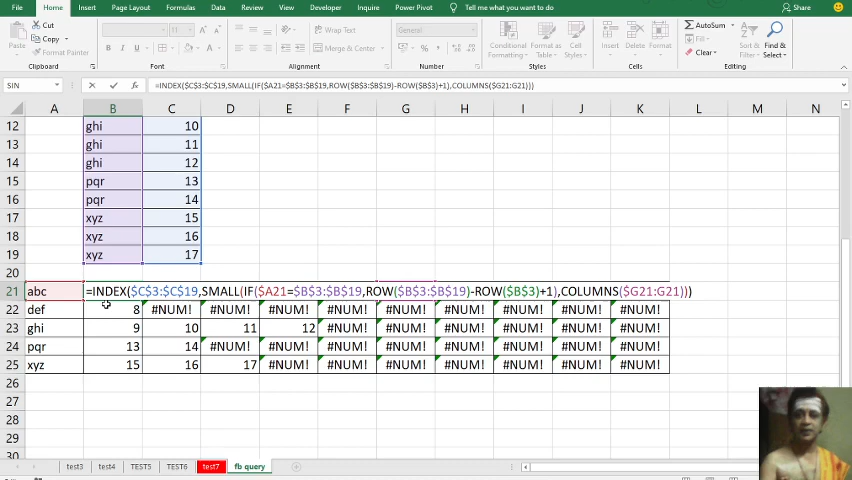 File Home Insert Page Layout Formulas Data Review View Developer Inquire Power Pivot Tell me what you want to do Share
Cut
Copy
Format Painter
Paste
Wrap Text
Merge & Center
Number
Conditional Formatting
Format as Table
Cell Styles
Insert Delete Format
AutoSum
Fill
Clear
Sort & Filter
Find & Select
Clipboard Font Alignment Number Styles Cells Editing
SIN =INDEX($C$3:$C$19,SMALL(IF($A21=$B$3:$B$19,ROW($B$3:$B$19)-ROW($B$3)+1),COLUMNS($G21:G21)))
A B C D E F G H I J K L M N
12 ghi 10
13 ghi 11
14 ghi 12
15 pqr 13
16 pqr 14
17 xyz 15
18 xyz 16
19 xyz 17
20
21 abc =INDEX($C$3:$C$19,SMALL(IF($A21=$B$3:$B$19,ROW($B$3:$B$19)-ROW($B$3)+1),COLUMNS($G21:G21)))
22 def 8 #NUM! #NUM! #NUM! #NUM! #NUM! #NUM! #NUM! #NUM! #NUM!
23 ghi 9 10 11 12 #NUM! #NUM! #NUM! #NUM! #NUM! #NUM!
24 pqr 13 14 #NUM! #NUM! #NUM! #NUM! #NUM! #NUM! #NUM! #NUM!
25 xyz 15 16 17 #NUM! #NUM! #NUM! #NUM! #NUM! #NUM! #NUM!
26
27
28
29
test3 test4 TEST5 TEST6 test7 fb query